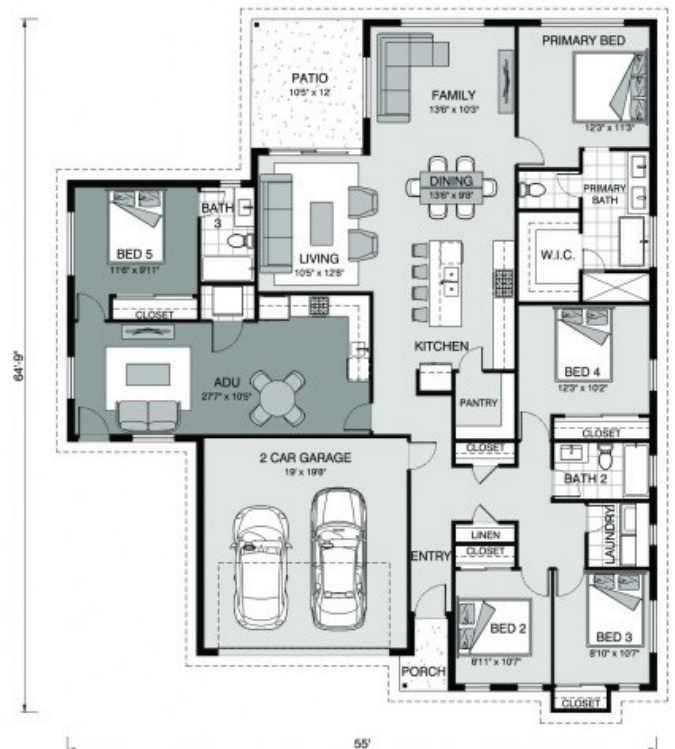 PATIO
10'5" x 12'
FAMILY
13'6" x 10'3"
PRIMARY BED
12'3" x 11'3"
DINING
13'6" x 9'8"
PRIMARY
BATH
BATH
3
BED 5
11'6" x 9'11"
LIVING
10'5" x 12'8"
W.I.C.
CLOSET
KITCHEN
ADU
27'7" x 10'5"
BED 4
12'3" x 10'2"
PANTRY
CLOSET
CLOSET
2 CAR GARAGE
19' x 19'8"
BATH 2
LAUNDRY
LINEN
CLOSET
ENTRY
BED 2
8'11" x 10'7"
BED 3
8'10" x 10'7"
PORCH
CLOSET
64'-9"
55'